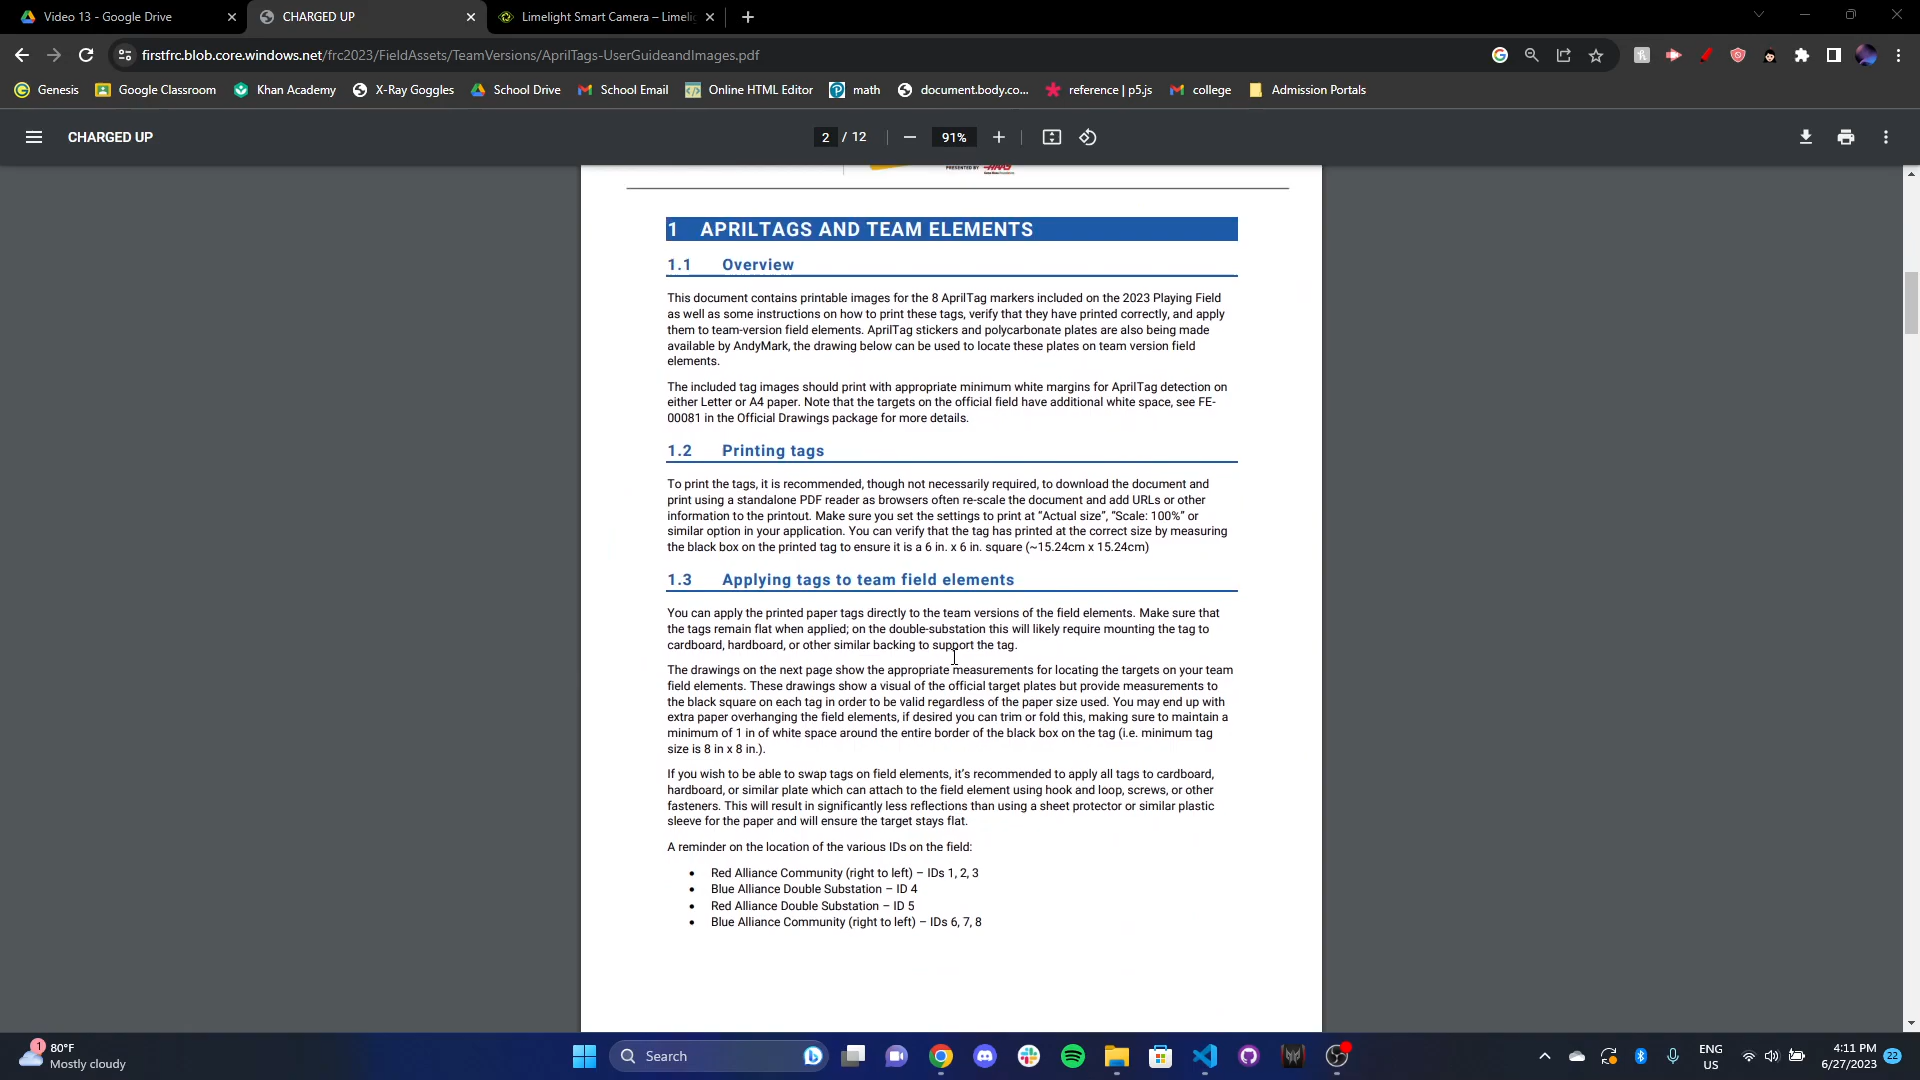 Video 13 - Google Drive
CHARGED UP
Limelight Smart Camera – Limeli
firstfrc.blob.core.windows.net/frc2023/FieldAssets/TeamVersions/AprilTags-UserGuideandImages.pdf
Genesis
Google Classroom
Khan Academy
X-Ray Goggles
School Drive
School Email
Online HTML Editor
math
document.body.co...
reference | p5.js
college
Admission Portals
CHARGED UP
2 / 12
91%
PRESENTED BY
1 APRILTAGS AND TEAM ELEMENTS
1.1 Overview
This document contains printable images for the 8 AprilTag markers included on the 2023 Playing Field
as well as some instructions on how to print these tags, verify that they have printed correctly, and apply
them to team-version field elements. AprilTag stickers and polycarbonate plates are also being made
available by AndyMark, the drawing below can be used to locate these plates on team version field
elements.
The included tag images should print with appropriate minimum white margins for AprilTag detection on
either Letter or A4 paper. Note that the targets on the official field have additional white space, see FE-
00081 in the Official Drawings package for more details.
1.2 Printing tags
To print the tags, it is recommended, though not necessarily required, to download the document and
print using a standalone PDF reader as browsers often re-scale the document and add URLs or other
information to the printout. Make sure you set the settings to print at “Actual size”, “Scale: 100%” or
similar option in your application. You can verify that the tag has printed at the correct size by measuring
the black box on the printed tag to ensure it is a 6 in. x 6 in. square (~15.24cm x 15.24cm)
1.3 Applying tags to team field elements
You can apply the printed paper tags directly to the team versions of the field elements. Make sure that
the tags remain flat when applied; on the double-substation this will likely require mounting the tag to
cardboard, hardboard, or other similar backing to support the tag.
The drawings on the next page show the appropriate measurements for locating the targets on your team
field elements. These drawings show a visual of the official target plates but provide measurements to
the black square on each tag in order to be valid regardless of the paper size used. You may end up with
extra paper overhanging the field elements, if desired you can trim or fold this, making sure to maintain a
minimum of 1 in of white space around the entire border of the black box on the tag (i.e. minimum tag
size is 8 in x 8 in.).
If you wish to be able to swap tags on field elements, it’s recommended to apply all tags to cardboard,
hardboard, or similar plate which can attach to the field element using hook and loop, screws, or other
fasteners. This will result in significantly less reflections than using a sheet protector or similar plastic
sleeve for the paper and will ensure the target stays flat.
A reminder on the location of the various IDs on the field:
• Red Alliance Community (right to left) – IDs 1, 2, 3
• Blue Alliance Double Substation – ID 4
• Red Alliance Double Substation – ID 5
• Blue Alliance Community (right to left) – IDs 6, 7, 8
1
80°F
Mostly cloudy
Search
ENG
US
4:11 PM
6/27/2023
22